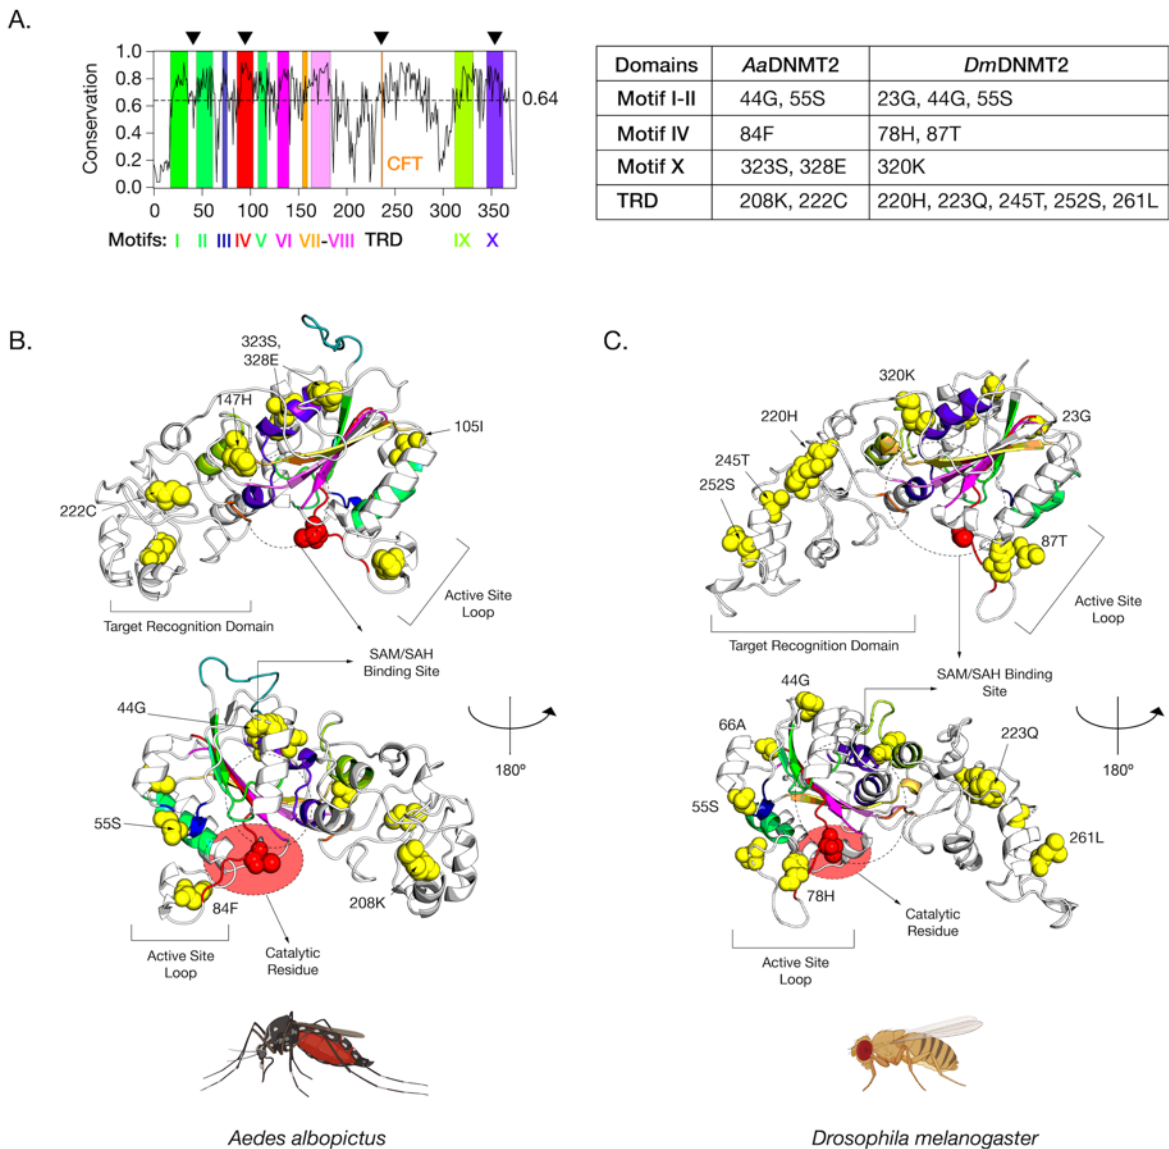 A.
Conservation
1.0
0.8
0.6
0.4
0.2
0.0
0.64
CFT
0 50 100 150 200 250 300 350
Motifs: I II III IV V VI VII-VIII TRD IX X
Domains AaDNMT2 DmDNMT2
Motif I-II 44G, 55S 23G, 44G, 55S
Motif IV 84F 78H, 87T
Motif X 323S, 328E 320K
TRD 208K, 222C 220H, 223Q, 245T, 252S, 261L
B.
323S,
328E
147H
105I
222C
Active Site
Loop
Target Recognition Domain
SAM/SAH
Binding Site
44G
55S
84F
208K
180º
Active Site
Loop
Catalytic
Residue
Aedes albopictus
C.
320K
220H
23G
245T
252S
87T
Active Site
Loop
Target Recognition Domain
SAM/SAH Binding
Site
44G
66A
223Q
55S
261L
78H
180º
Catalytic
Residue
Active Site
Loop
Drosophila melanogaster